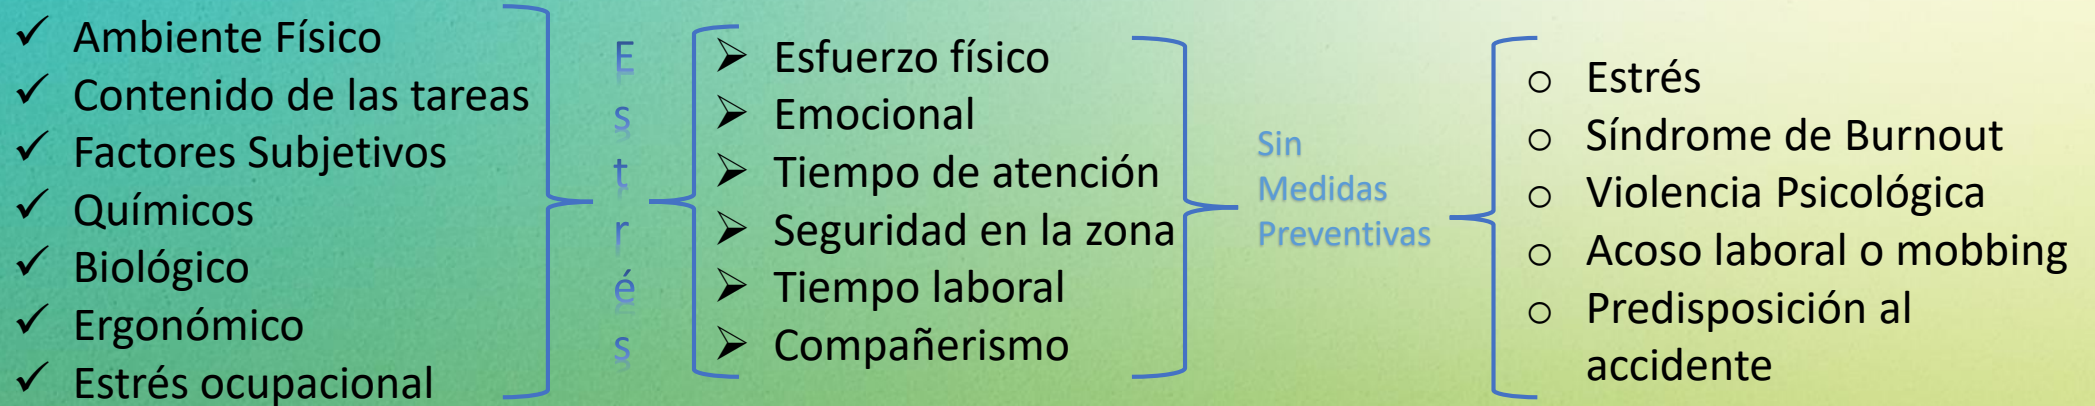 ✓ Ambiente Físico
✓ Contenido de las tareas
✓ Factores Subjetivos
✓ Químicos
✓ Biológico
✓ Ergonómico
✓ Estrés ocupacional
E
s
t
r
é
s
➢ Esfuerzo físico
➢ Emocional
➢ Tiempo de atención
➢ Seguridad en la zona
➢ Tiempo laboral
➢ Compañerismo
Sin
Medidas
Preventivas
o Estrés
o Síndrome de Burnout
o Violencia Psicológica
o Acoso laboral o mobbing
o Predisposición al
accidente